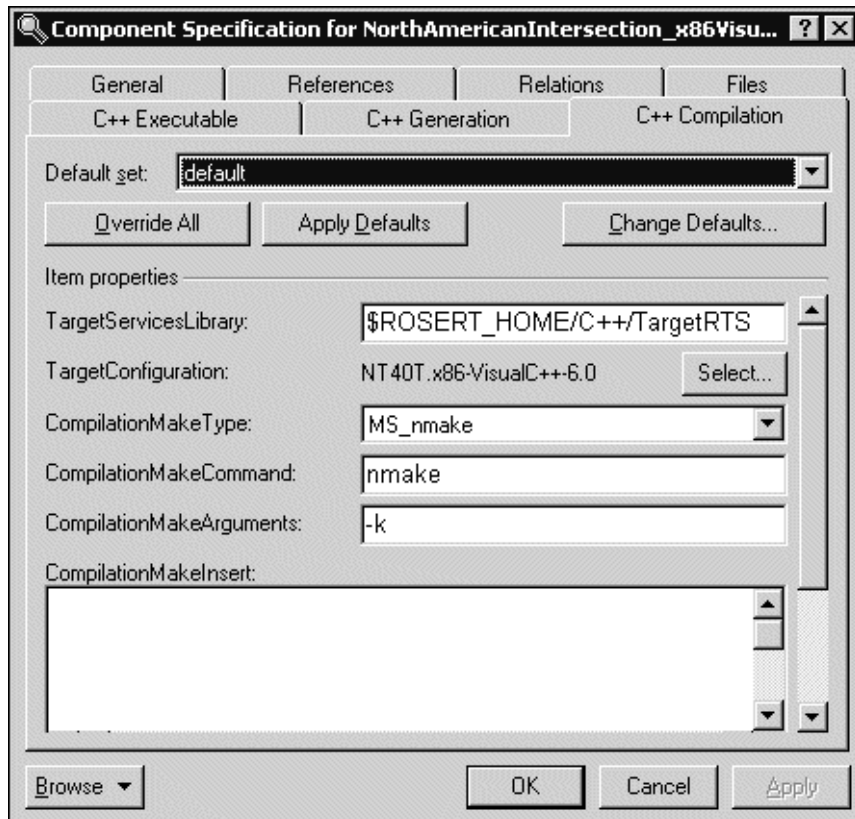 Component Specification for NorthAmericanIntersection_x86Visu...
General References Relations Files
C++ Executable C++ Generation C++ Compilation
Default set: default
Override All Apply Defaults Change Defaults...
Item properties
TargetServicesLibrary: $ROSERT_HOME/C++/TargetRTS
TargetConfiguration: NT40T.x86-VisualC++-6.0 Select...
CompilationMakeType: MS_nmake
CompilationMakeCommand: nmake
CompilationMakeArguments: -k
CompilationMakeInsert:
Browse OK Cancel Apply